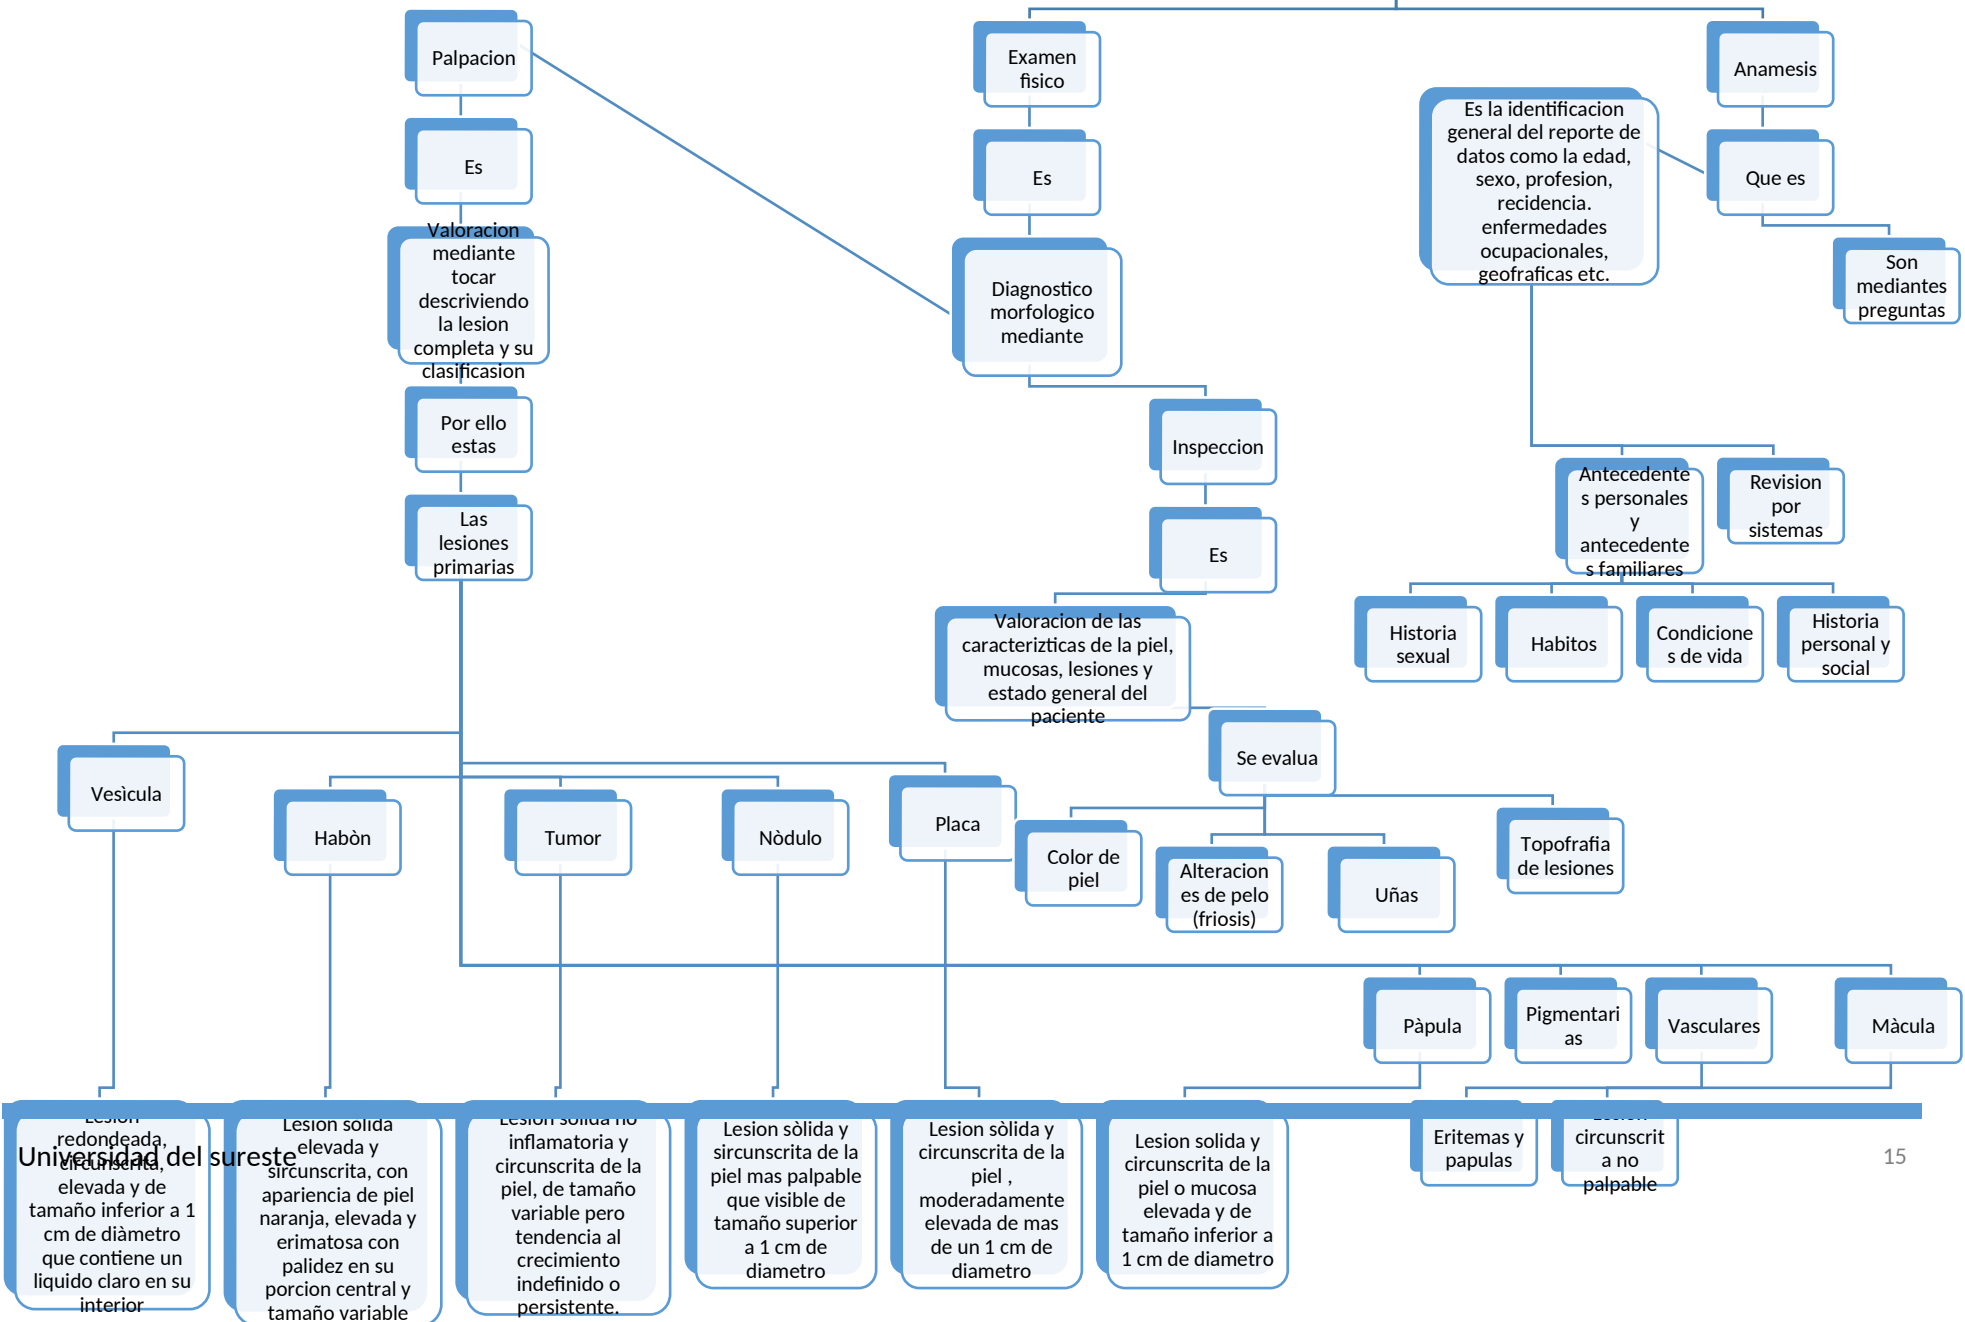 Palpacion
Es
Valoracion
mediante
tocar
descriviendo
la lesion
completa y su
clasificasion
Por ello
estas
Las
lesiones
primarias
Examen
fisico
Es
Diagnostico
morfologico
mediante
Inspeccion
Es
Valoracion de las
caracterizticas de la piel,
mucosas, lesiones y
estado general del
paciente
Se evalua
Color de
piel
Alteracion
es de pelo
(friosis)
Uñas
Topofrafia
de lesiones
Anamesis
Que es
Es la identificacion
general del reporte de
datos como la edad,
sexo, profesion,
recidencia.
enfermedades
ocupacionales,
geofraficas etc.
Son
mediantes
preguntas
Antecedente
s personales
y
antecedente
s familiares
Revision
por
sistemas
Historia
sexual
Habitos
Condicione
s de vida
Historia
personal y
social
Vesìcula
Habòn
Tumor
Nòdulo
Placa
Pàpula
Pigmentari
as
Vasculares
Màcula
Lesion
redondeada,
circunscrita,
elevada y de
tamaño inferior a 1
cm de diàmetro
que contiene un
liquido claro en su
interior
Lesion solida
elevada y
sircunscrita, con
apariencia de piel
naranja, elevada y
erimatosa con
palidez en su
porcion central y
tamaño variable
Lesion solida no
inflamatoria y
circunscrita de la
piel, de tamaño
variable pero
tendencia al
crecimiento
indefinido o
persistente.
Lesion sòlida y
sircunscrita de la
piel mas palpable
que visible de
tamaño superior
a 1 cm de
diametro
Lesion sòlida y
circunscrita de la
piel ,
moderadamente
elevada de mas
de un 1 cm de
diametro
Lesion solida y
circunscrita de la
piel o mucosa
elevada y de
tamaño inferior a
1 cm de diametro
Eritemas y
papulas
Lesion
circunscrit
a no
palpable
Universidad del sureste
15